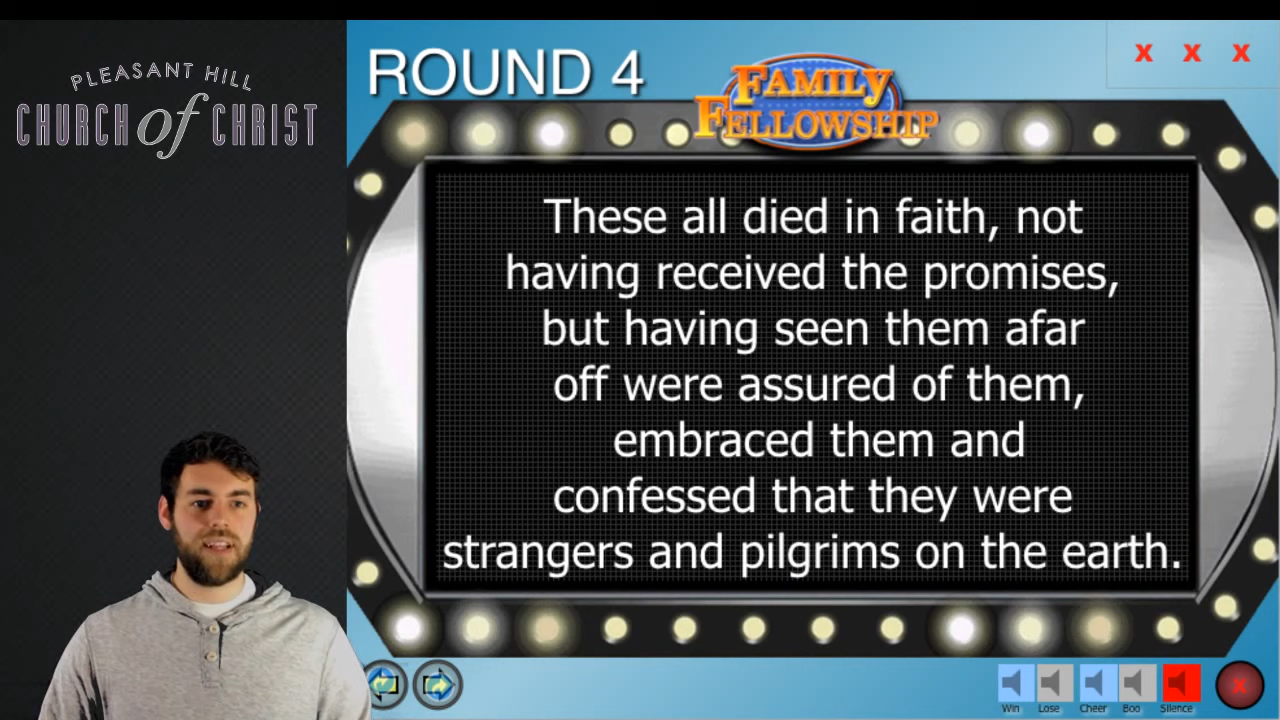 PLEASANT HILL
CHURCH of CHRIST
ROUND 4
X X X
FAMILY
FELLOWSHIP
These all died in faith, not
having received the promises,
but having seen them afar
off were assured of them,
embraced them and
confessed that they were
strangers and pilgrims on the earth.
Win Lose Cheer Boo Silence
X